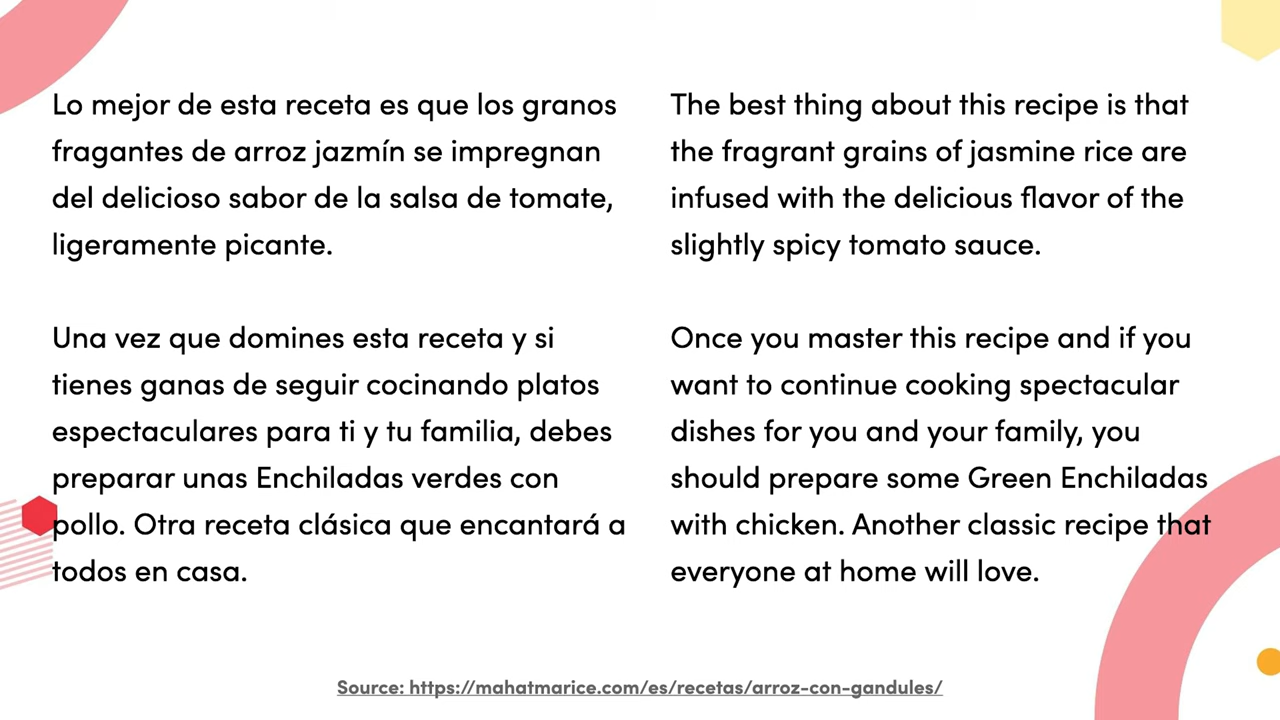 Lo mejor de esta receta es que los granos
fragantes de arroz jazmín se impregnan
del delicioso sabor de la salsa de tomate,
ligeramente picante.
Una vez que domines esta receta y si
tienes ganas de seguir cocinando platos
espectaculares para ti y tu familia, debes
preparar unas Enchiladas verdes con
pollo. Otra receta clásica que encantará a
todos en casa.
The best thing about this recipe is that
the fragrant grains of jasmine rice are
infused with the delicious flavor of the
slightly spicy tomato sauce.
Once you master this recipe and if you
want to continue cooking spectacular
dishes for you and your family, you
should prepare some Green Enchiladas
with chicken. Another classic recipe that
everyone at home will love.
Source: https://mahatmarice.com/es/recetas/arroz-con-gandules/